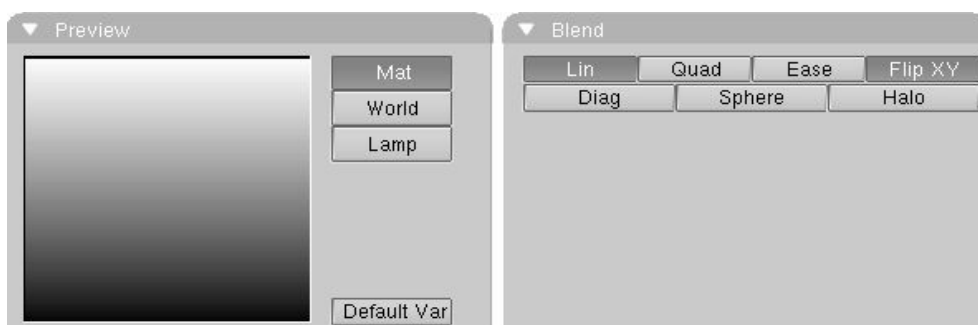 Preview
Mat
World
Lamp
Default Var
Blend
Lin Quad Ease Flip XY
Diag Sphere Halo